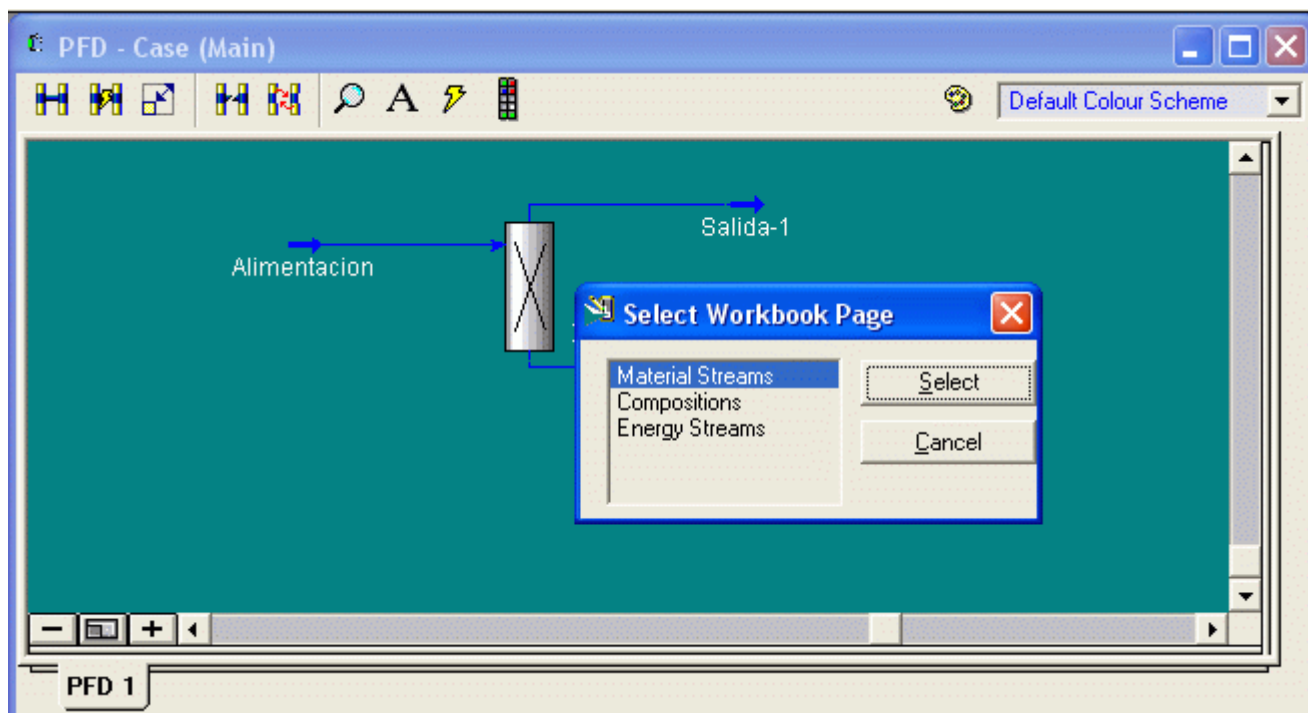 PFD - Case (Main)
A
Default Colour Scheme
Salida-1
Alimentacion
Select Workbook Page
Material Streams
Compositions
Energy Streams
Select
Cancel
PFD 1